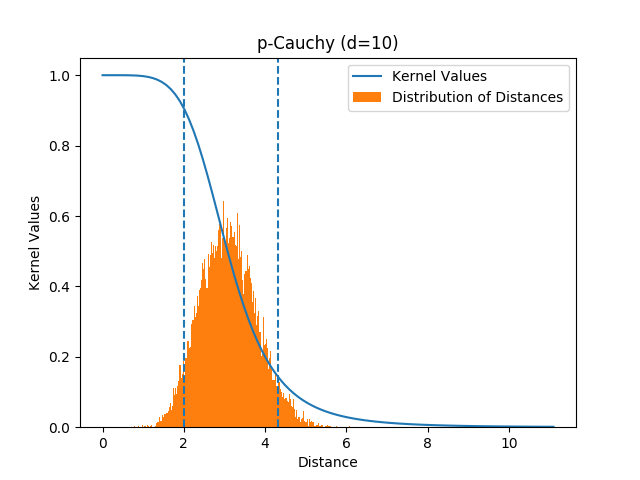 p-Cauchy (d=10)
Kernel Values
Distribution of Distances
Kernel Values
1.0
0.8
0.6
0.4
0.2
0.0
0 2 4 6 8 10
Distance